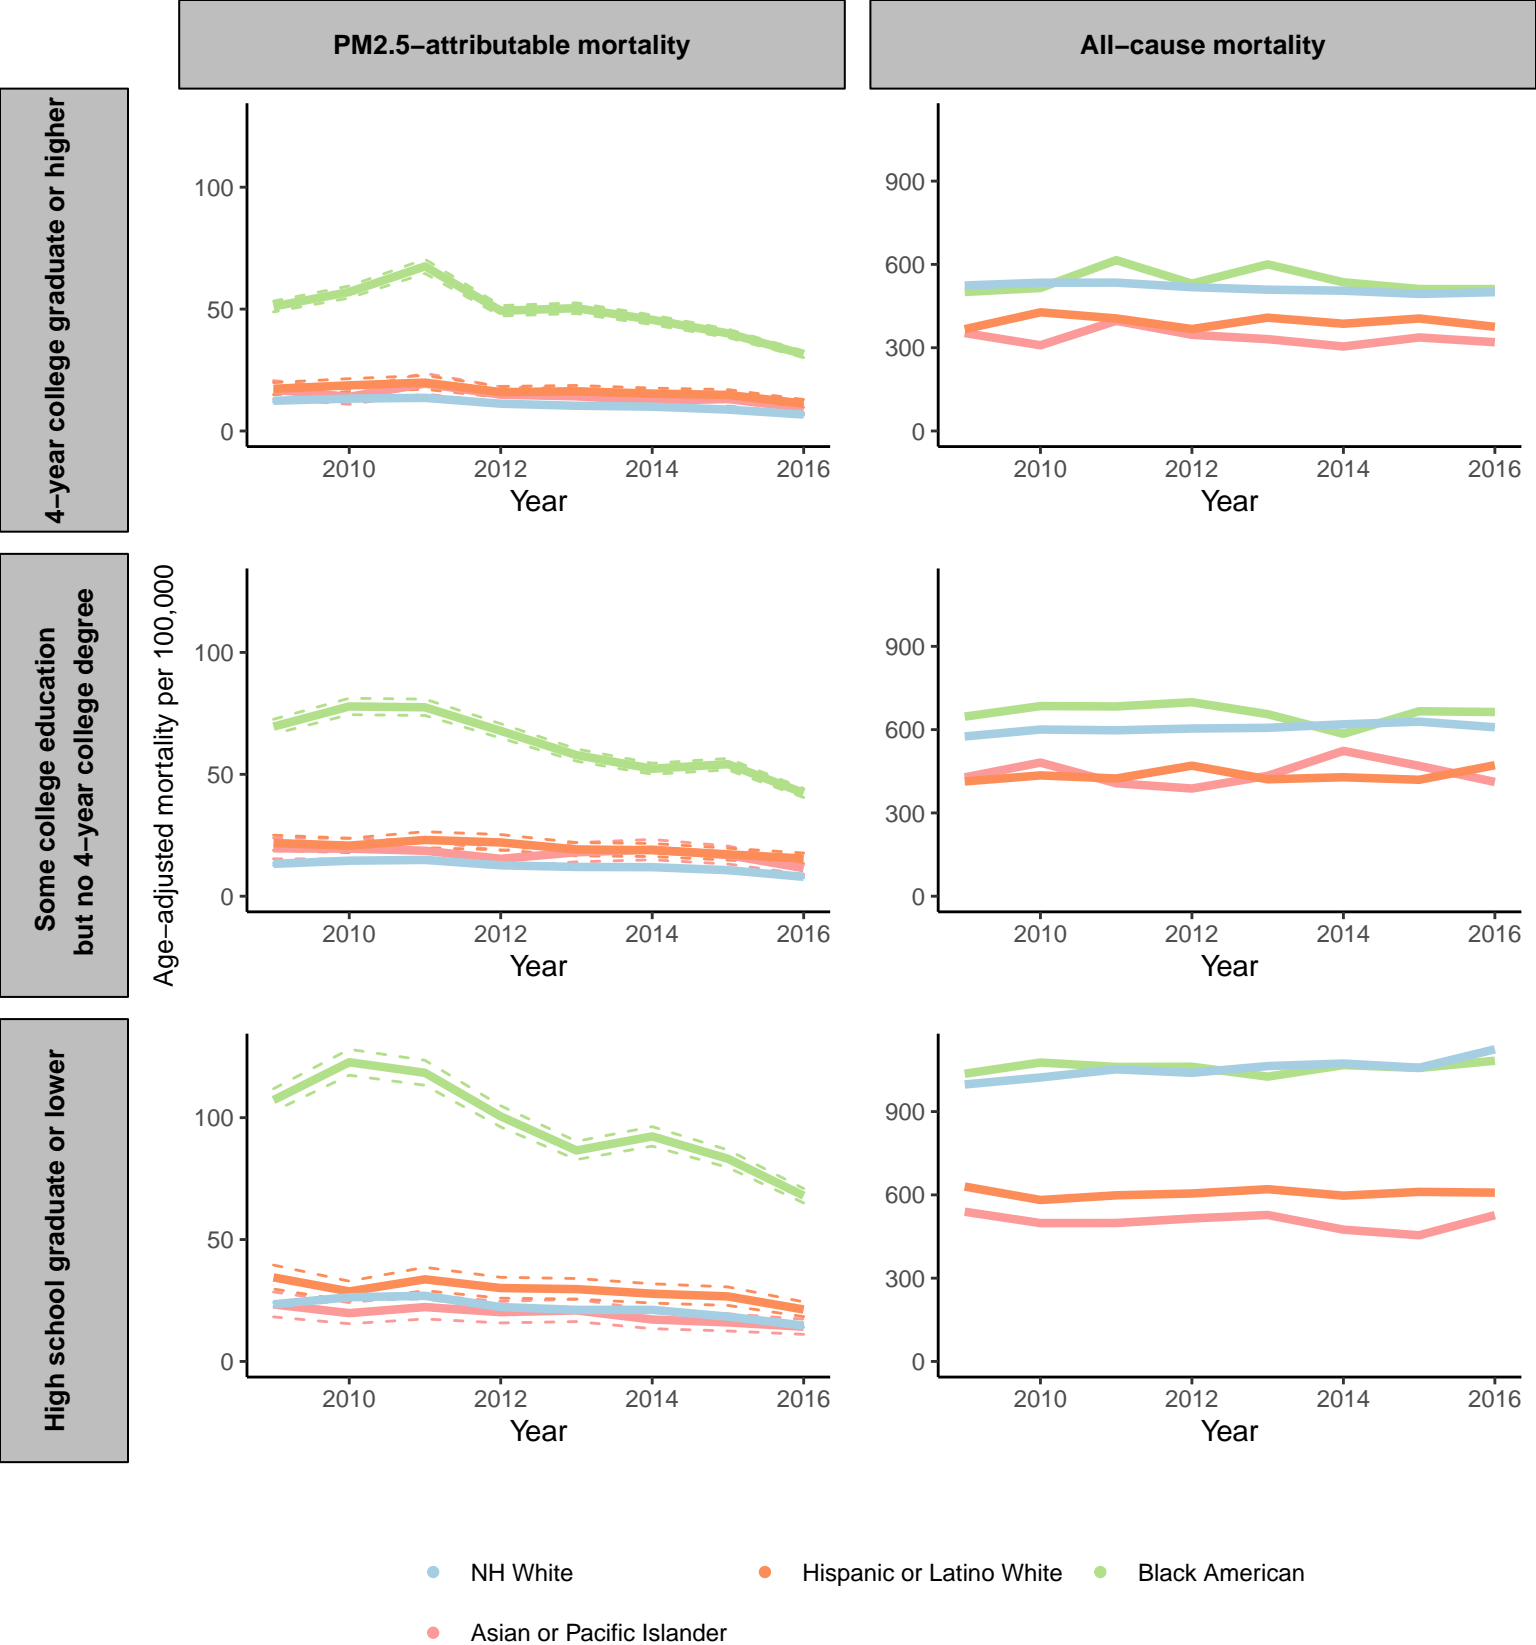 PM2.5−attributable mortality
All−cause mortality
4−year college graduate or higher
100
50
0
2010 2012 2014 2016
Year
900
600
300
0
2010 2012 2014 2016
Year
Some college education
but no 4−year college degree
Age−adjusted mortality per 100,000
100
50
0
2010 2012 2014 2016
Year
900
600
300
0
2010 2012 2014 2016
Year
High school graduate or lower
100
50
0
2010 2012 2014 2016
Year
900
600
300
0
2010 2012 2014 2016
Year
NH White
Hispanic or Latino White
Black American
Asian or Pacific Islander